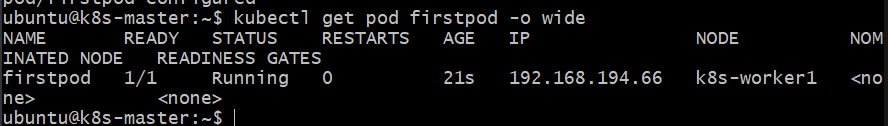 pod/firstpod configured
ubuntu@k8s-master:~$ kubectl get pod firstpod -o wide
NAME       READY   STATUS    RESTARTS   AGE   IP               NODE          NOM
INATED NODE   READINESS GATES
firstpod   1/1     Running   0          21s   192.168.194.66   k8s-worker1   <no
ne>           <none>
ubuntu@k8s-master:~$